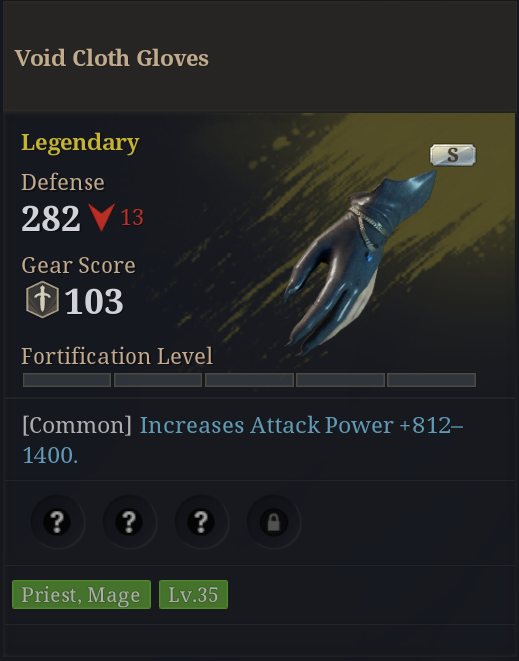 Void Cloth Gloves
Legendary
S
Defense
282 13
Gear Score
103
Fortification Level
[Common] Increases Attack Power +812–
1400.
? ? ?
Priest, Mage Lv.35